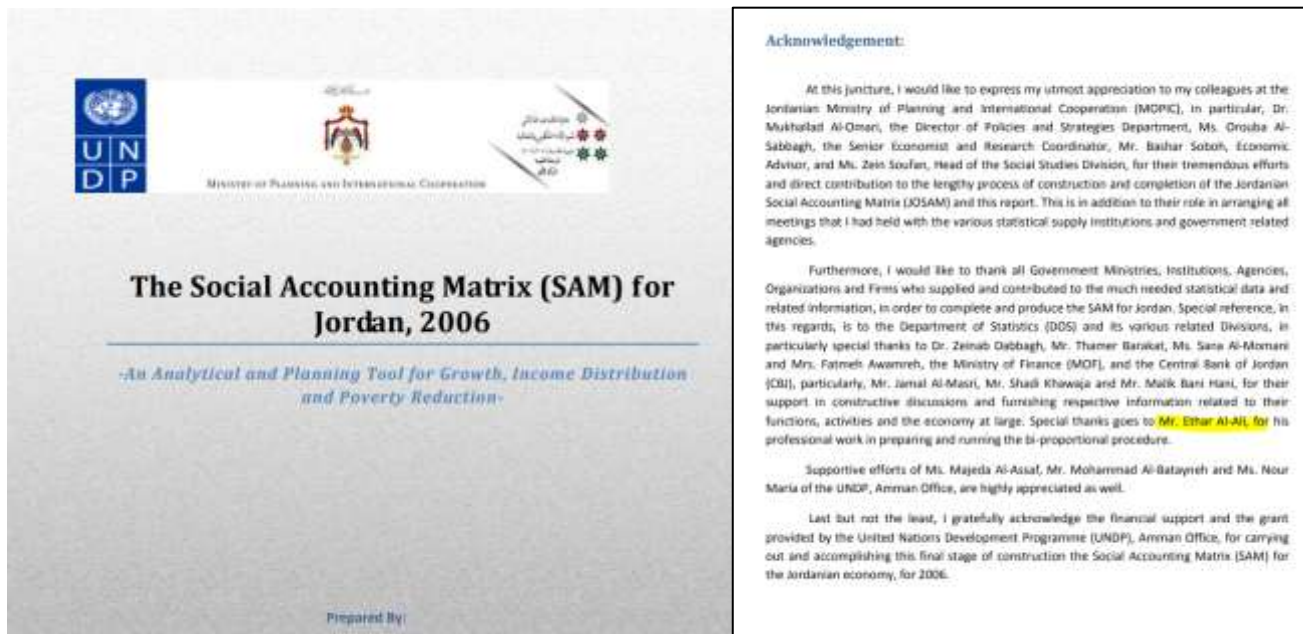 UN
DP
MINISTRY OF PLANNING AND INTERNATIONAL COOPERATION
The Social Accounting Matrix (SAM) for
Jordan, 2006
-An Analytical and Planning Tool for Growth, Income Distribution
and Poverty Reduction-
Prepared By:
Acknowledgement:
At this juncture, I would like to express my utmost appreciation to my colleagues at the
Jordanian Ministry of Planning and International Cooperation (MOPIC), in particular, Dr.
Mukhallad Al-Omari, the Director of Policies and Strategies Department, Ms. Orouba Al-
Sabbagh, the Senior Economist and Research Coordinator, Mr. Bashar Soboh, Economic
Advisor, and Ms. Zein Soufan, Head of the Social Studies Division, for their tremendous efforts
and direct contribution to the lengthy process of construction and completion of the Jordanian
Social Accounting Matrix (JOSAM) and this report. This is in addition to their role in arranging all
meetings that I had held with the various statistical supply institutions and government related
agencies.
Furthermore, I would like to thank all Government Ministries, Institutions, Agencies,
Organizations and Firms who supplied and contributed to the much needed statistical data and
related information, in order to complete and produce the SAM for Jordan. Special reference, in
this regards, is to the Department of Statistics (DOS) and its various related Divisions, in
particularly special thanks to Dr. Zeinab Dabbagh, Mr. Thamer Barakat, Ms. Sana Al-Momani
and Mrs. Fatmeh Awamreh, the Ministry of Finance (MOF), and the Central Bank of Jordan
(CBJ), particularly, Mr. Jamal Al-Masri, Mr. Shadi Khawaja and Mr. Malik Bani Hani, for their
support in constructive discussions and furnishing respective information related to their
functions, activities and the economy at large. Special thanks goes to Mr. Ethar Al-Ali, for his
professional work in preparing and running the bi-proportional procedure.
Supportive efforts of Ms. Majeda Al-Assaf, Mr. Mohammad Al-Batayneh and Ms. Nour
Maria of the UNDP, Amman Office, are highly appreciated as well.
Last but not the least, I gratefully acknowledge the financial support and the grant
provided by the United Nations Development Programme (UNDP), Amman Office, for carrying
out and accomplishing this final stage of construction the Social Accounting Matrix (SAM) for
the Jordanian economy, for 2006.